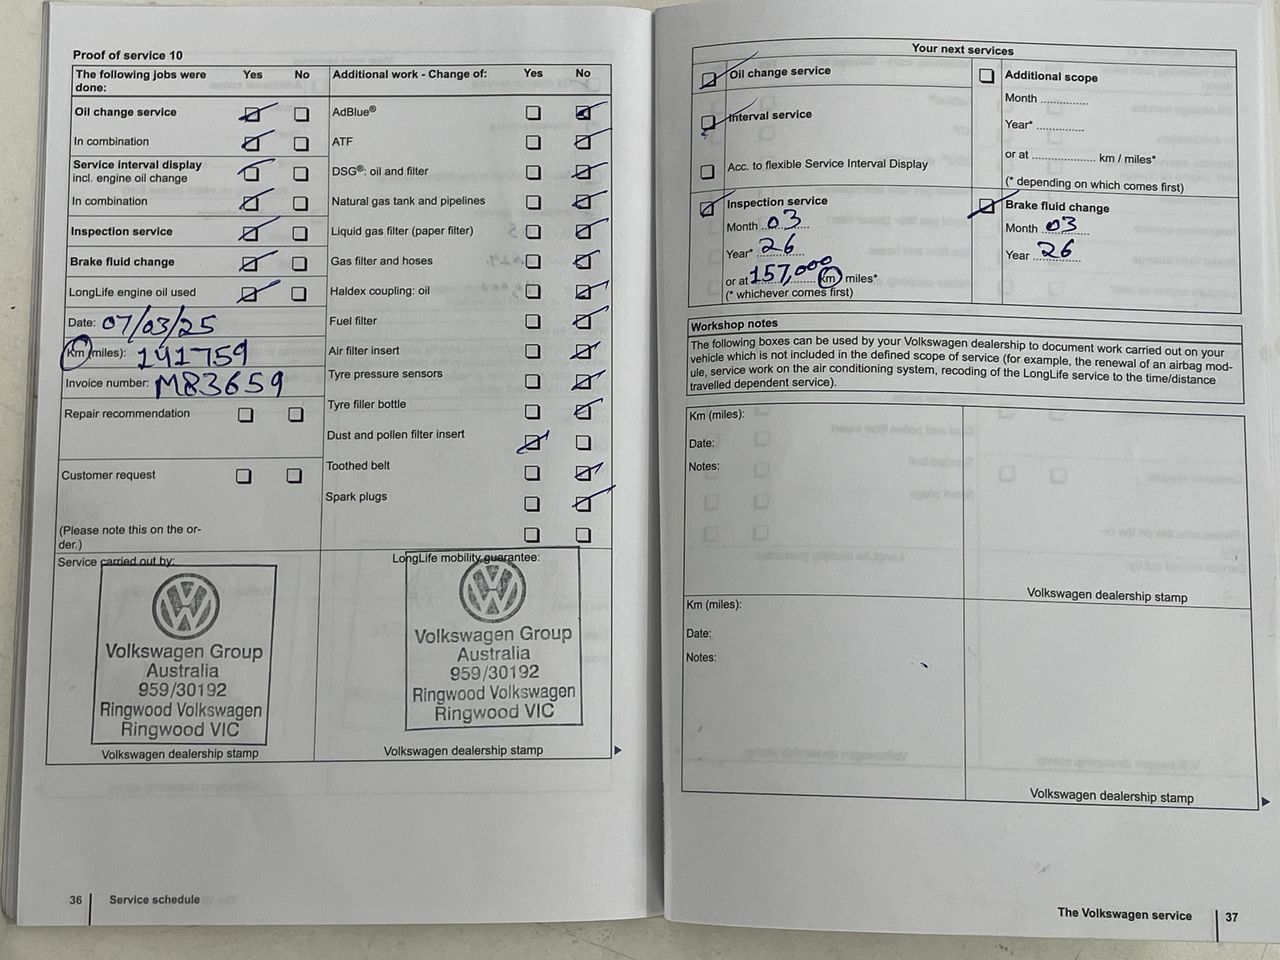 Proof of service 10
The following jobs were done: Yes No
Oil change service
In combination
Service interval display
incl. engine oil change
In combination
Inspection service
Brake fluid change
LongLife engine oil used
Date: 07/03/25
Km (miles): 141759
Invoice number: M83659
Repair recommendation
Customer request
(Please note this on the or-
der.)
Additional work - Change of: Yes No
AdBlue®
ATF
DSG®: oil and filter
Natural gas tank and pipelines
Liquid gas filter (paper filter)
Gas filter and hoses
Haldex coupling: oil
Fuel filter
Air filter insert
Tyre pressure sensors
Tyre filler bottle
Dust and pollen filter insert
Toothed belt
Spark plugs
Service carried out by:
Volkswagen Group
Australia
959/30192
Ringwood Volkswagen
Ringwood VIC
Volkswagen dealership stamp
LongLife mobility guarantee:
Volkswagen Group
Australia
959/30192
Ringwood Volkswagen
Ringwood VIC
Volkswagen dealership stamp
36 Service schedule
Your next services
Oil change service
Interval service
Acc. to flexible Service Interval Display
Inspection service
Month 03
Year* 26
or at 157,000 km / miles*
(* whichever comes first)
Additional scope
Month ..............
Year* ..............
or at .................... km / miles*
(* depending on which comes first)
Brake fluid change
Month 03
Year 26
Workshop notes
The following boxes can be used by your Volkswagen dealership to document work carried out on your
vehicle which is not included in the defined scope of service (for example, the renewal of an airbag mod-
ule, service work on the air conditioning system, recoding of the LongLife service to the time/distance
travelled dependent service).
Km (miles):
Date:
Notes:
Volkswagen dealership stamp
Km (miles):
Date:
Notes:
Volkswagen dealership stamp
The Volkswagen service 37